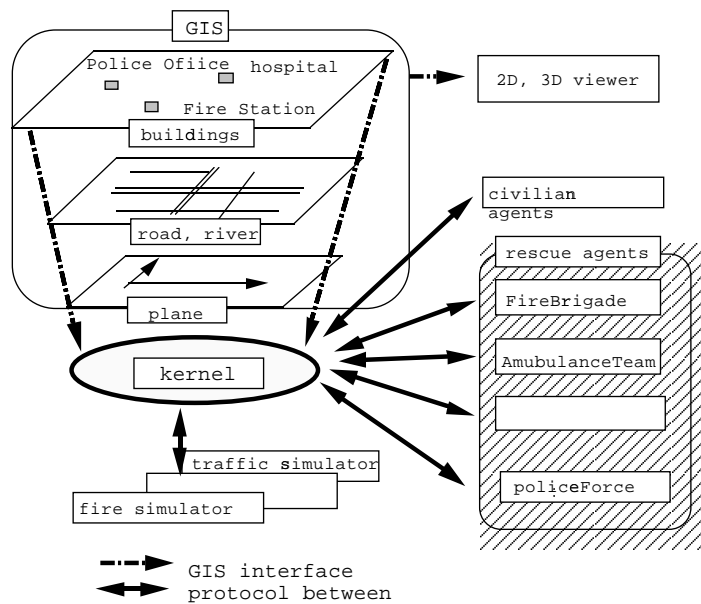 GIS
Police Ofiice
hospital
Fire Station
buildings
road, river
plane
kernel
traffic simulator
fire simulator
2D, 3D viewer
civilian
agents
rescue agents
FireBrigade
AmubulanceTeam
policeForce
GIS interface
protocol between